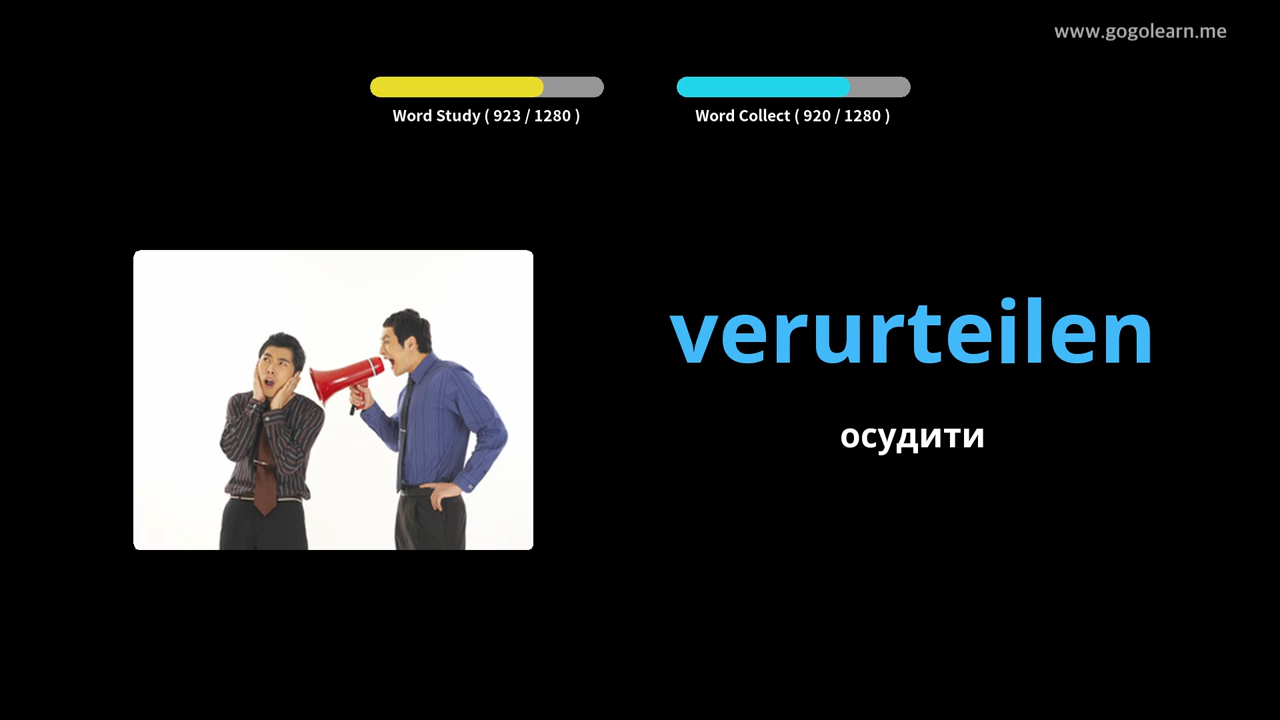 www.gogolearn.me
Word Study ( 923 / 1280 )
Word Collect ( 920 / 1280 )
verurteilen
осудити